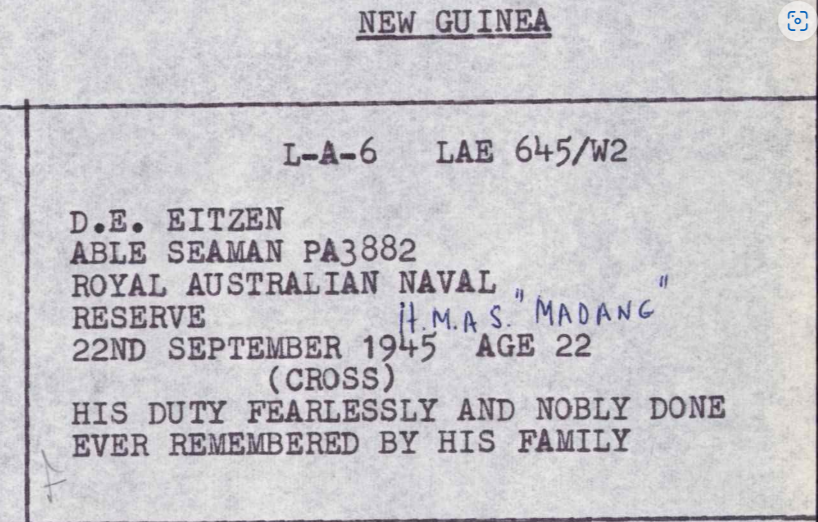 NEW GUINEA
L-A-6 LAE 645/W2
D.E. EITZEN
ABLE SEAMAN PA3882
ROYAL AUSTRALIAN NAVAL
RESERVE H.M.A.S. "MADANG"
22ND SEPTEMBER 1945 AGE 22
(CROSS)
HIS DUTY FEARLESSLY AND NOBLY DONE
EVER REMEMBERED BY HIS FAMILY